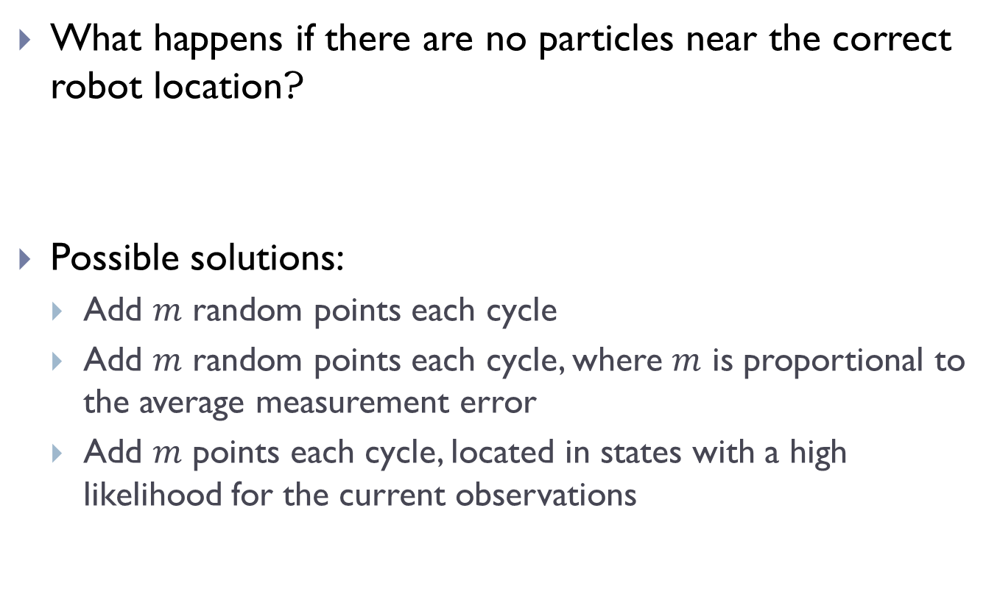 What happens if there are no particles near the correct
robot location?
Possible solutions:
Add m random points each cycle
Add m random points each cycle, where m is proportional to
the average measurement error
Add m points each cycle, located in states with a high
likelihood for the current observations